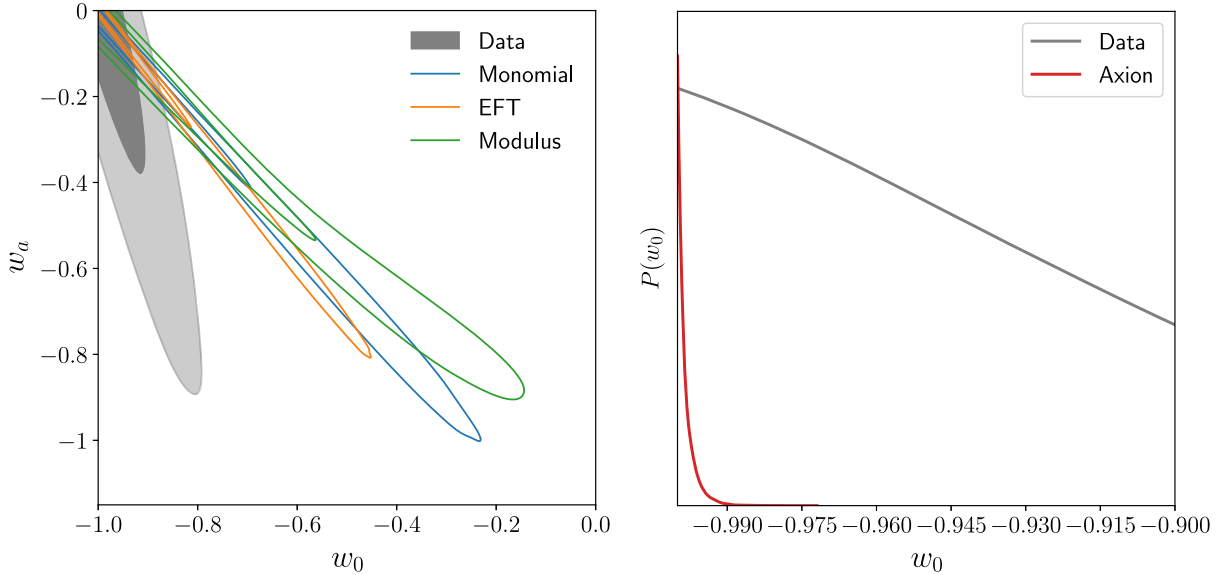 0
−0.2
−0.4
−0.6
−0.8
−1
w_a
−1.0
−0.8
−0.6
−0.4
−0.2
0.0
w_0
Data
Monomial
EFT
Modulus
P(w_0)
Data
Axion
−0.990
−0.975
−0.960
−0.945
−0.930
−0.915
−0.900
w_0